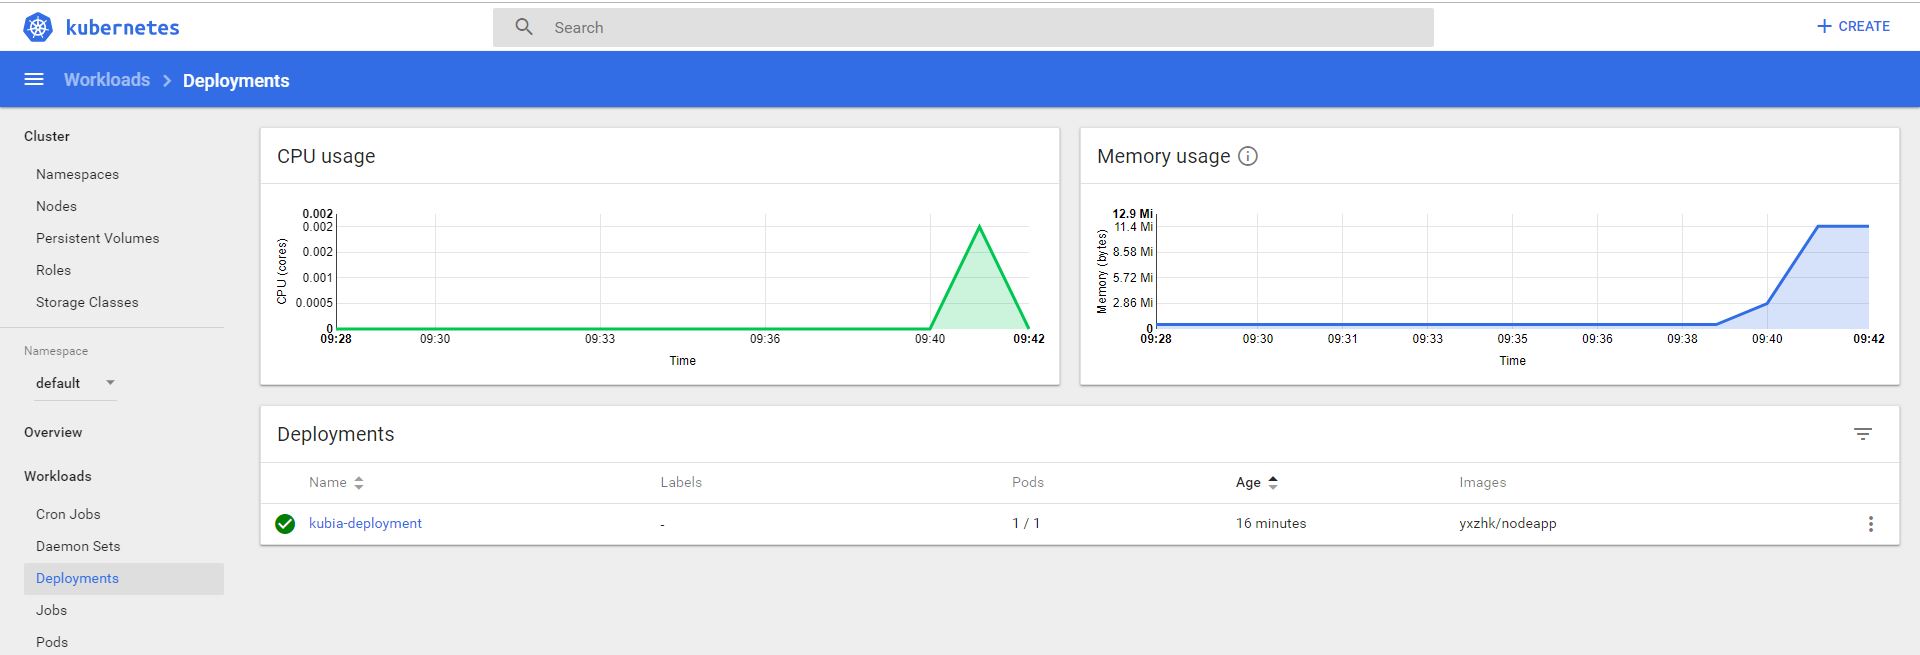 kubernetes
Search
CREATE
Workloads
Deployments
Cluster
Namespaces
Nodes
Persistent Volumes
Roles
Storage Classes
Namespace
default
Overview
Workloads
Cron Jobs
Daemon Sets
Deployments
Jobs
Pods
CPU usage
CPU (cores)
0.002
0.002
0.002
0.001
0.0005
0
09:28 09:30 09:33 09:36 09:40 09:42
Time
Memory usage
Memory (bytes)
12.9 Mi
11.4 Mi
8.58 Mi
5.72 Mi
2.86 Mi
0
09:28 09:30 09:31 09:33 09:35 09:36 09:38 09:40 09:42
Time
Deployments
Name Labels Pods Age Images
kubia-deployment - 1 / 1 16 minutes yxzhk/nodeapp